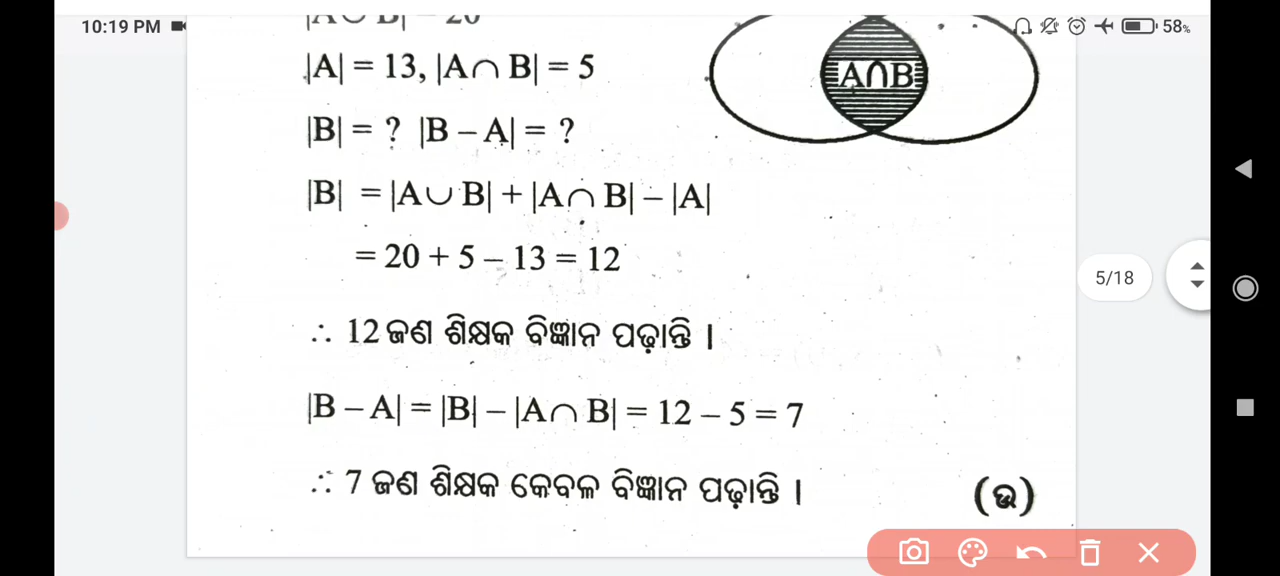 10:19 PM
58%
|A ∪ B| = 20
|A| = 13, |A ∩ B| = 5
A∩B
|B| = ? |B – A| = ?
|B| = |A ∪ B| + |A ∩ B| – |A|
= 20 + 5 – 13 = 12
5/18
∴ 12 ଜଣ ଶିକ୍ଷକ ବିଜ୍ଞାନ ପଢ଼ାନ୍ତି ।
|B – A| = |B| – |A ∩ B| = 12 – 5 = 7
∴ 7 ଜଣ ଶିକ୍ଷକ କେବଳ ବିଜ୍ଞାନ ପଢ଼ାନ୍ତି ।
(ଉ)